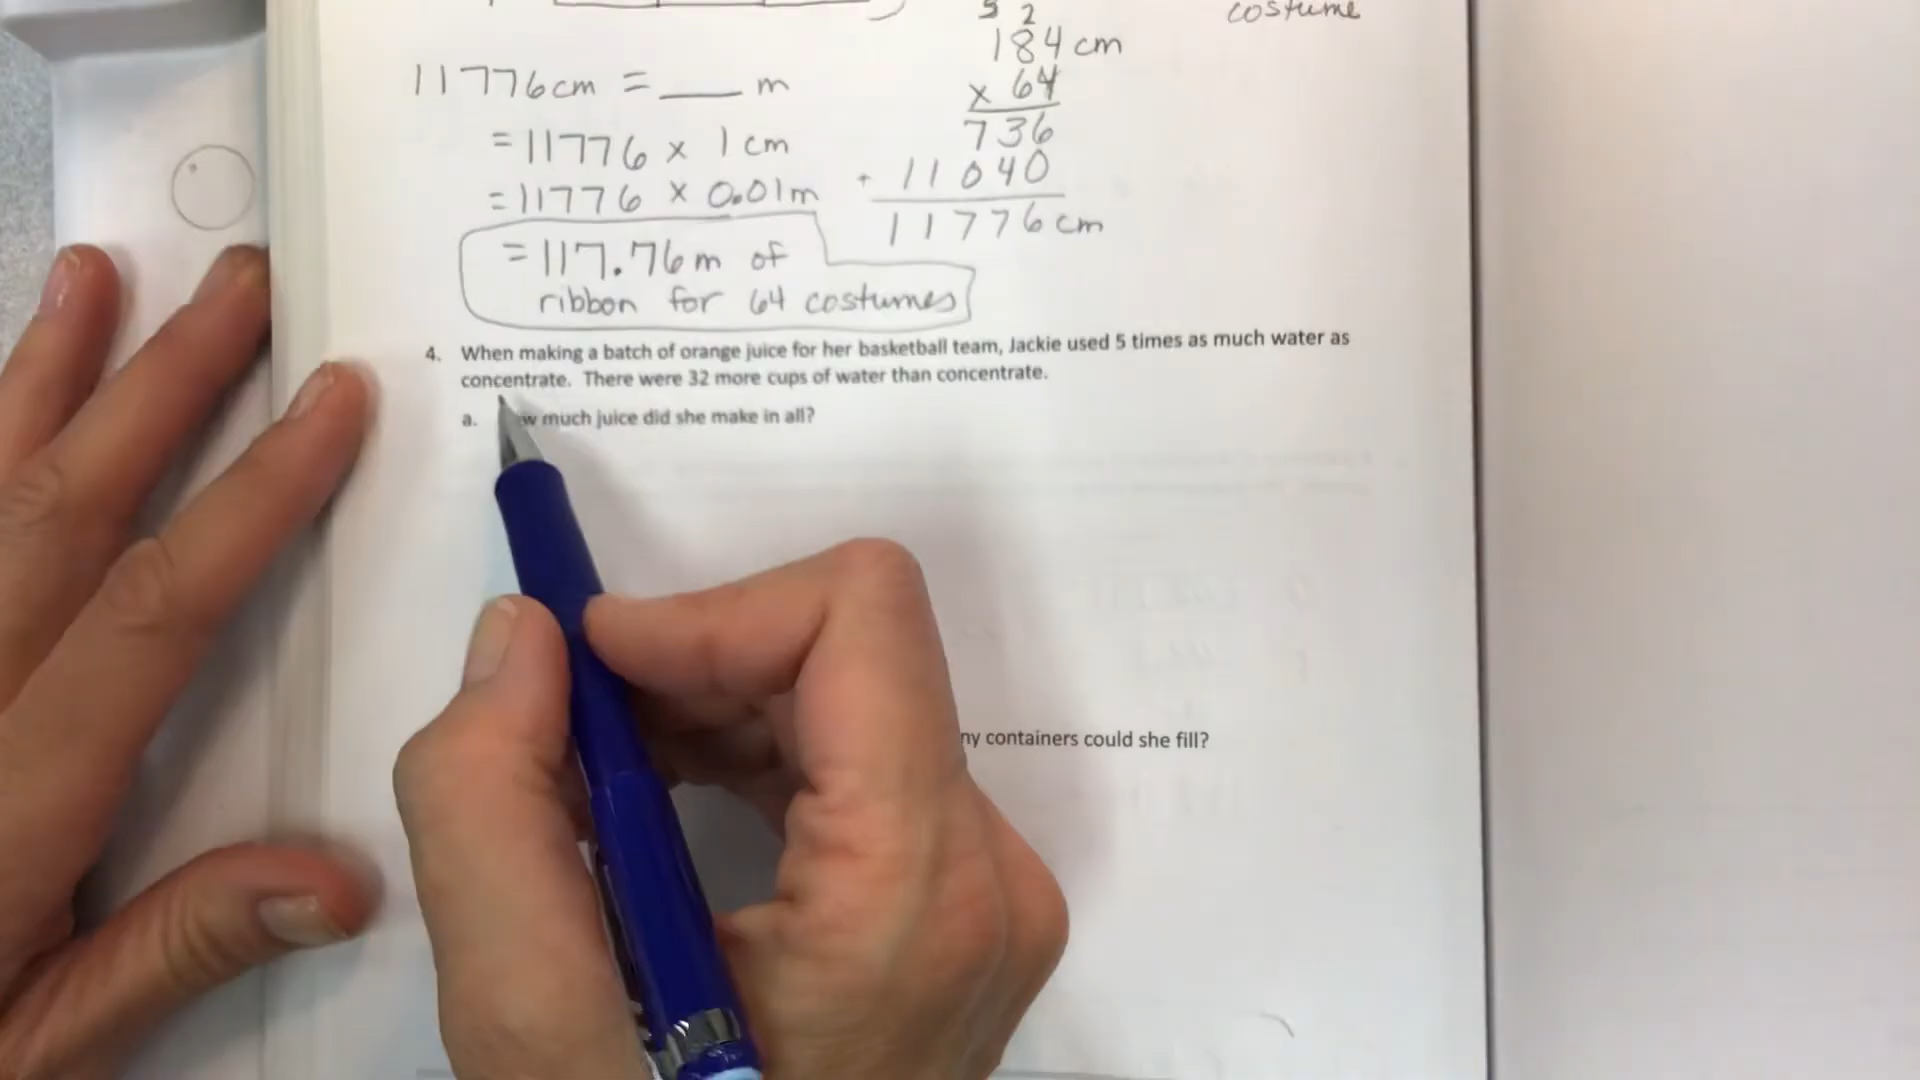 costume
3 2
184 cm
x 64
736
+ 11040
11776 cm
11776 cm = ___ m
= 11776 x 1 cm
= 11776 x 0.01m
= 117.76 m of
ribbon for 64 costumes
4. When making a batch of orange juice for her basketball team, Jackie used 5 times as much water as
concentrate. There were 32 more cups of water than concentrate.
a. much juice did she make in all?
containers could she fill?